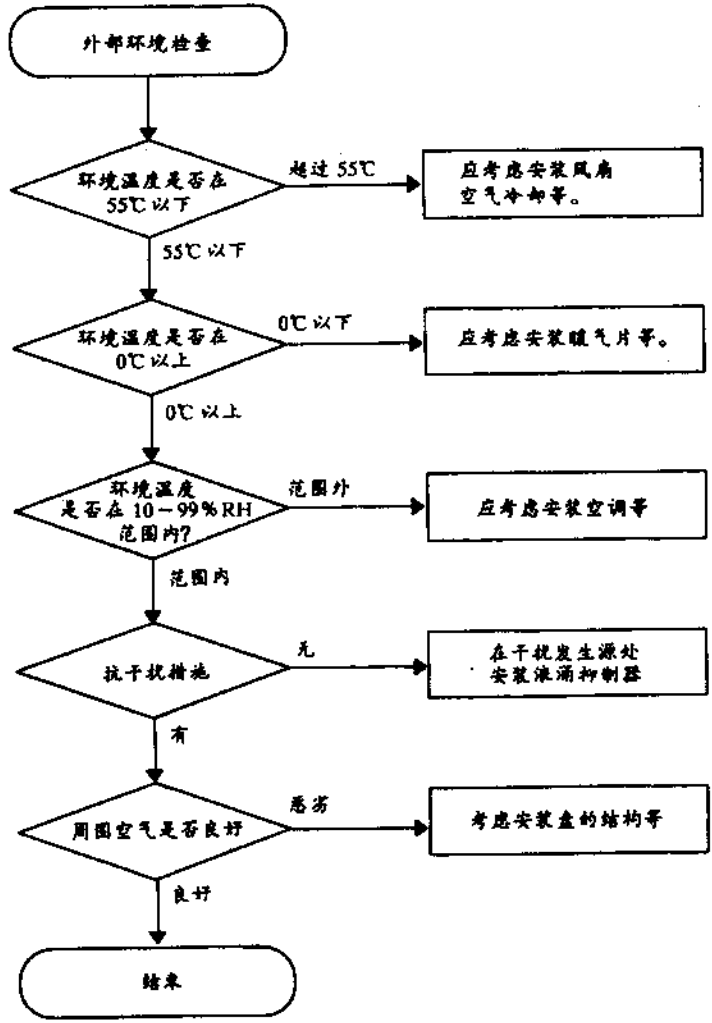 外部环境检查
环境温度是否在
55℃以下
超过 55℃
应考虑安装风扇
空气冷却等。
55℃以下
环境温度是否在
0℃以上
0℃以下
应考虑安装暖气片等。
0℃以上
环境温度
是否在 10－99%RH
范围内?
范围外
应考虑安装空调等
范围内
抗干扰措施
无
在干扰发生源处
安装浪涌抑制器
有
周围空气是否良好
恶劣
考虑安装盘的结构等
良好
结束